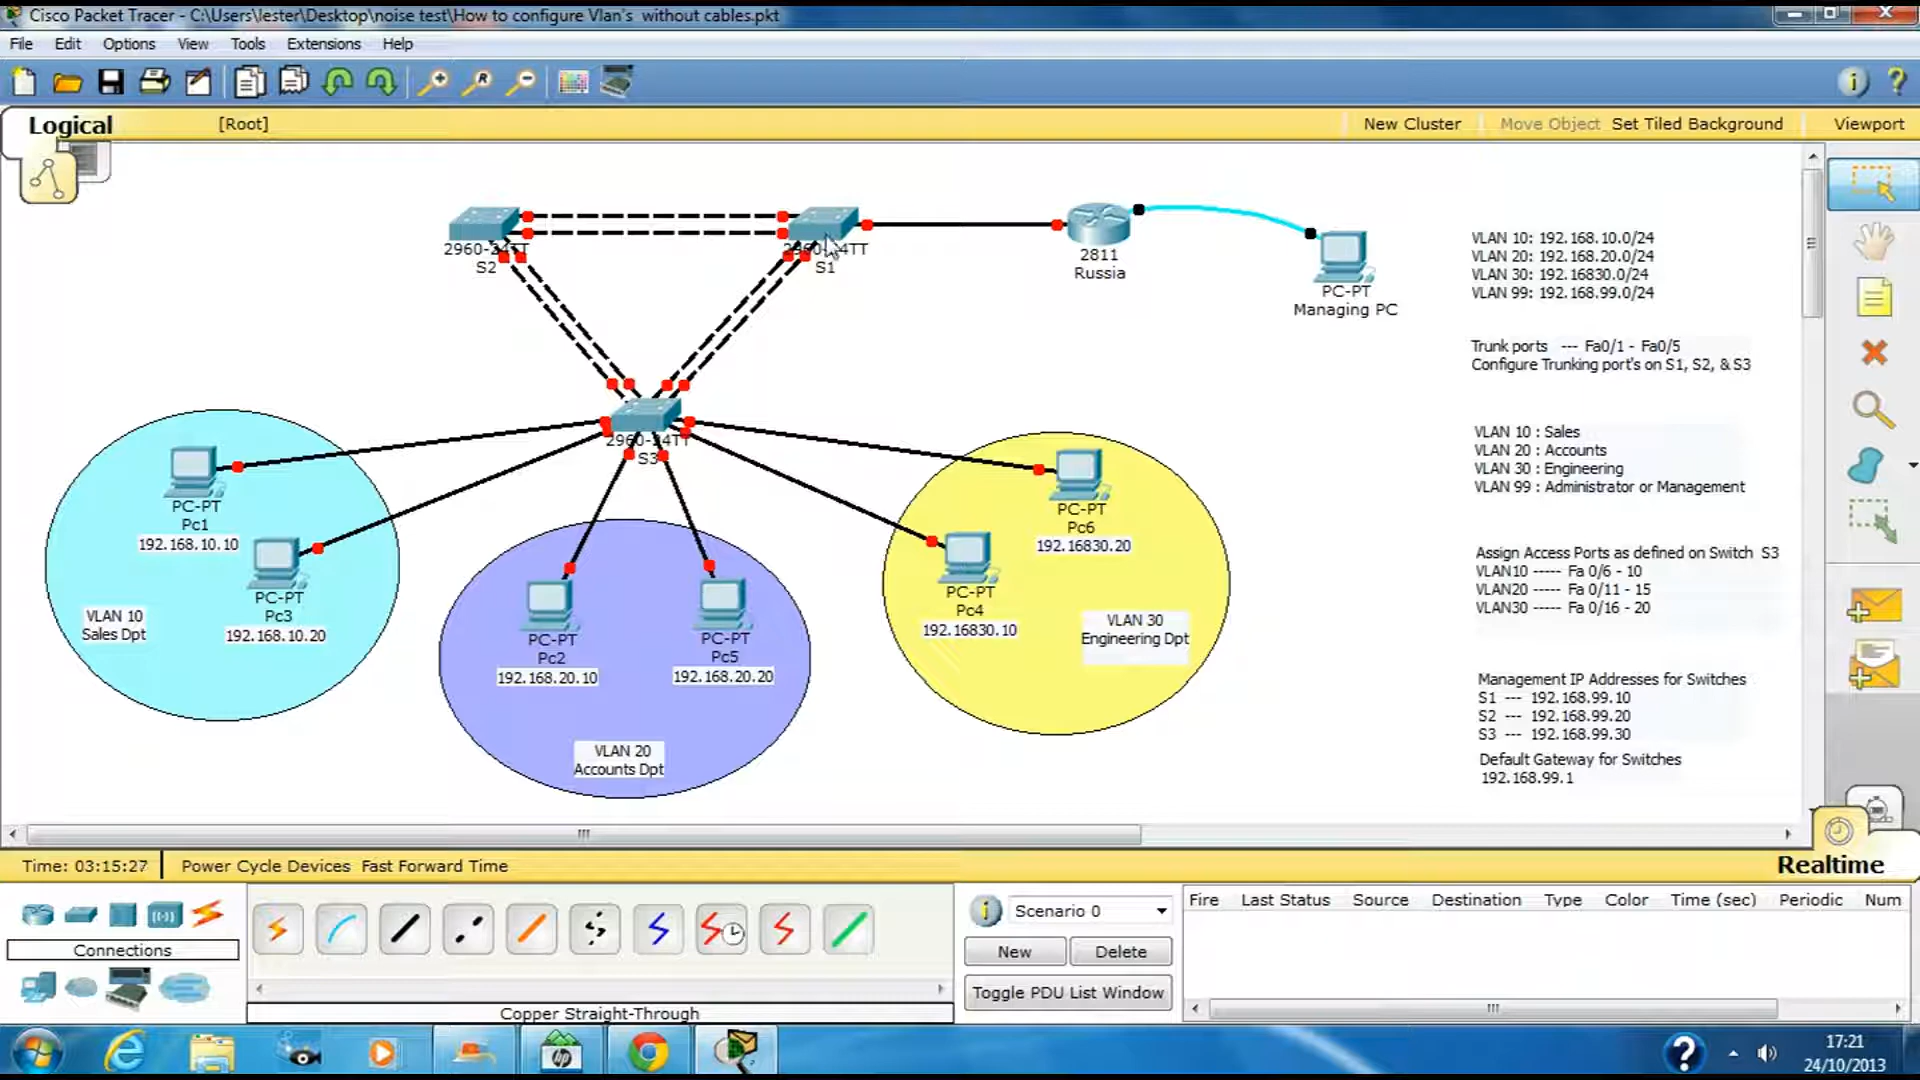 Cisco Packet Tracer - C:\Users\lester\Desktop\noise test\How to configure Vlan's  without cables.pkt
File Edit Options View Tools Extensions Help
Logical [Root] New Cluster Move Object Set Tiled Background Viewport
2960-24TT
S2
S1
2811
Russia
PC-PT
Managing PC
VLAN 10: 192.168.10.0/24
VLAN 20: 192.168.20.0/24
VLAN 30: 192.16830.0/24
VLAN 99: 192.168.99.0/24
Trunk ports --- Fa0/1 - Fa0/5
Configure Trunking port's on S1, S2, & S3
2960-24TT
S3
VLAN 10 : Sales
VLAN 20 : Accounts
VLAN 30 : Engineering
VLAN 99 : Administrator or Management
PC-PT
Pc1
192.168.10.10
PC-PT
Pc3
192.168.10.20
VLAN 10
Sales Dpt
PC-PT
Pc2
192.168.20.10
PC-PT
Pc5
192.168.20.20
VLAN 20
Accounts Dpt
PC-PT
Pc6
192.16830.20
PC-PT
Pc4
192.16830.10
VLAN 30
Engineering Dpt
Assign Access Ports as defined on Switch S3
VLAN10 ----- Fa 0/6 - 10
VLAN20 ----- Fa 0/11 - 15
VLAN30 ----- Fa 0/16 - 20
Management IP Addresses for Switches
S1 --- 192.168.99.10
S2 --- 192.168.99.20
S3 --- 192.168.99.30
Default Gateway for Switches
192.168.99.1
Time: 03:15:27 Power Cycle Devices Fast Forward Time Realtime
Connections
Copper Straight-Through
Scenario 0
New Delete
Toggle PDU List Window
Fire Last Status Source Destination Type Color Time (sec) Periodic Num
17:21
24/10/2013